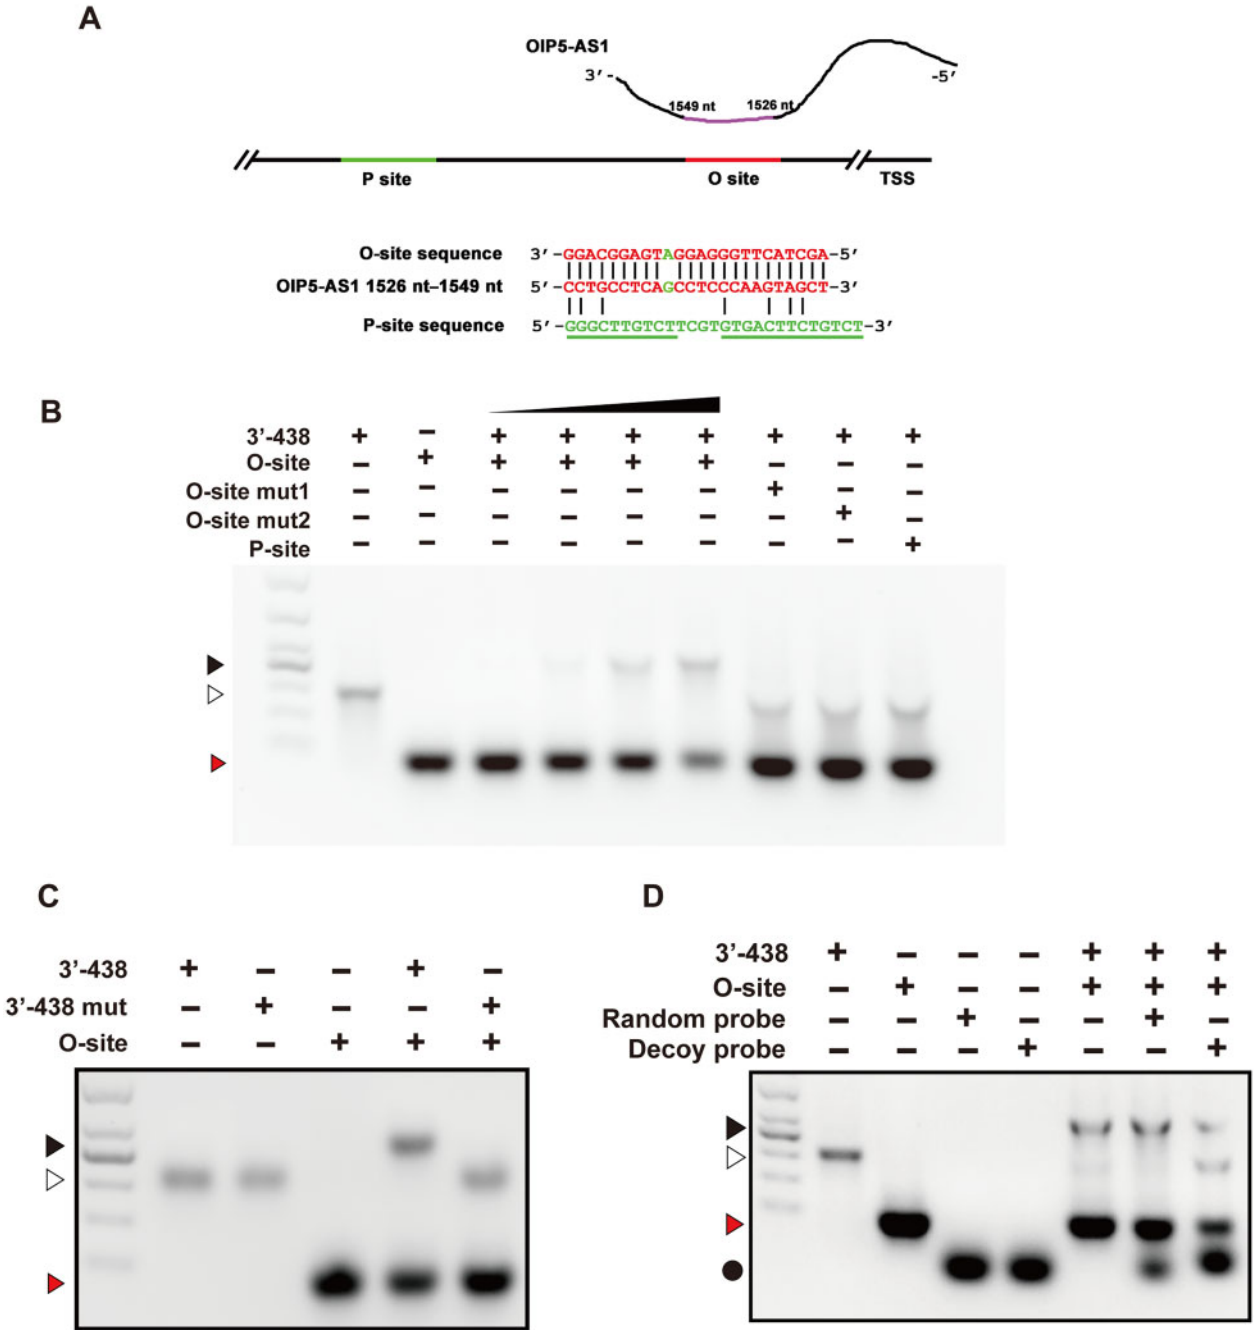 A
OIP5-AS1
3’-
-5’
1549 nt
1526 nt
P site
O site
TSS
O-site sequence 3’-GGACGGAGTAGGAGGGTTCATCGA-5’
OIP5-AS1 1526 nt–1549 nt 5’-CCTGCCTCAGCCTCCCAAGTAGCT-3’
P-site sequence 5’-GGGCTTGTCTTCGTGTGACTTCTGTCT-3’
B
3’-438 + – + + + + + + +
O-site – + + + + + – – –
O-site mut1 – – – – – – + – –
O-site mut2 – – – – – – – + –
P-site – – – – – – – – +
C
3’-438 + – – + –
3’-438 mut – + – – +
O-site – – + + +
D
3’-438 + – – – + + +
O-site – + – – + + +
Random probe – – + – – + –
Decoy probe – – – + – – +